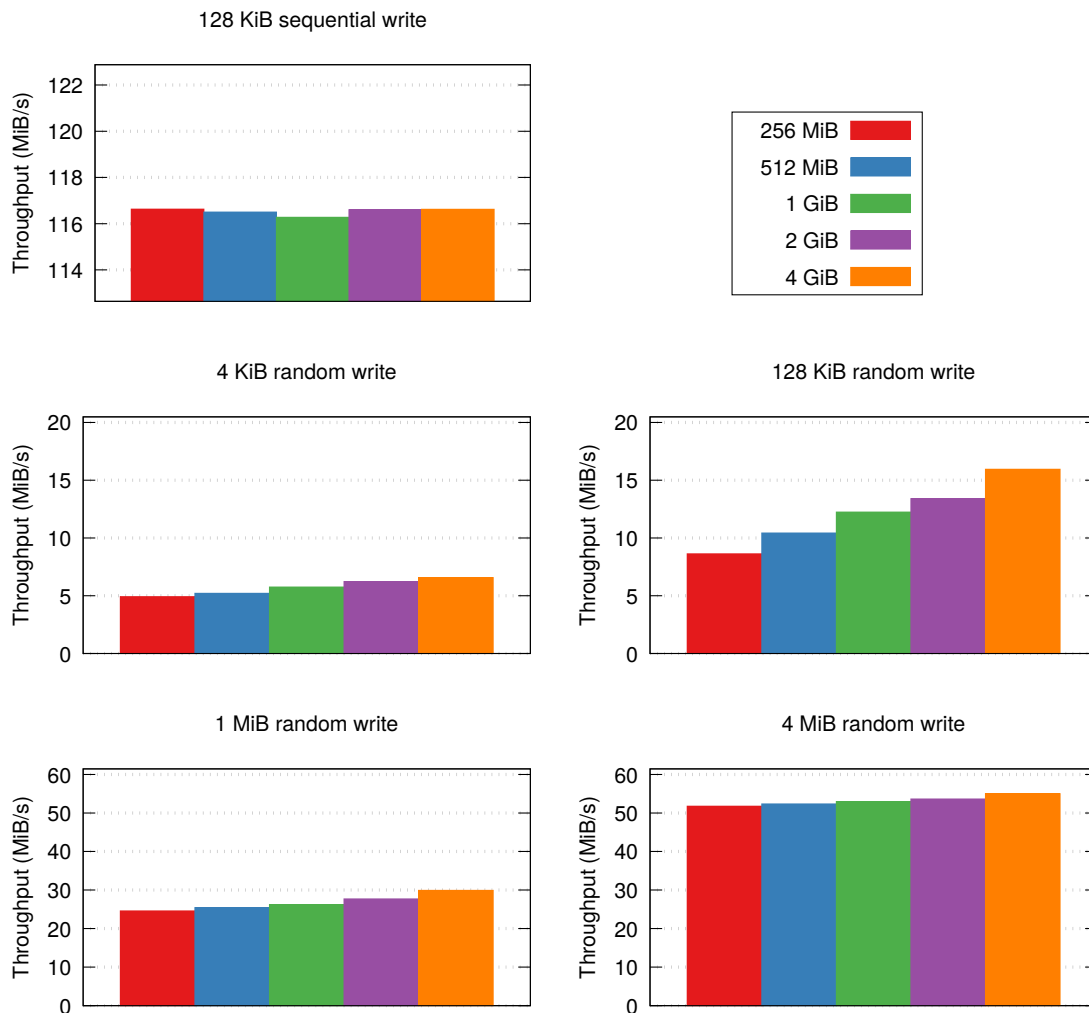 128 KiB sequential write
Throughput (MiB/s)
122
120
118
116
114
256 MiB
512 MiB
1 GiB
2 GiB
4 GiB
4 KiB random write
Throughput (MiB/s)
20
15
10
5
0
128 KiB random write
Throughput (MiB/s)
20
15
10
5
0
1 MiB random write
Throughput (MiB/s)
60
50
40
30
20
10
0
4 MiB random write
Throughput (MiB/s)
60
50
40
30
20
10
0